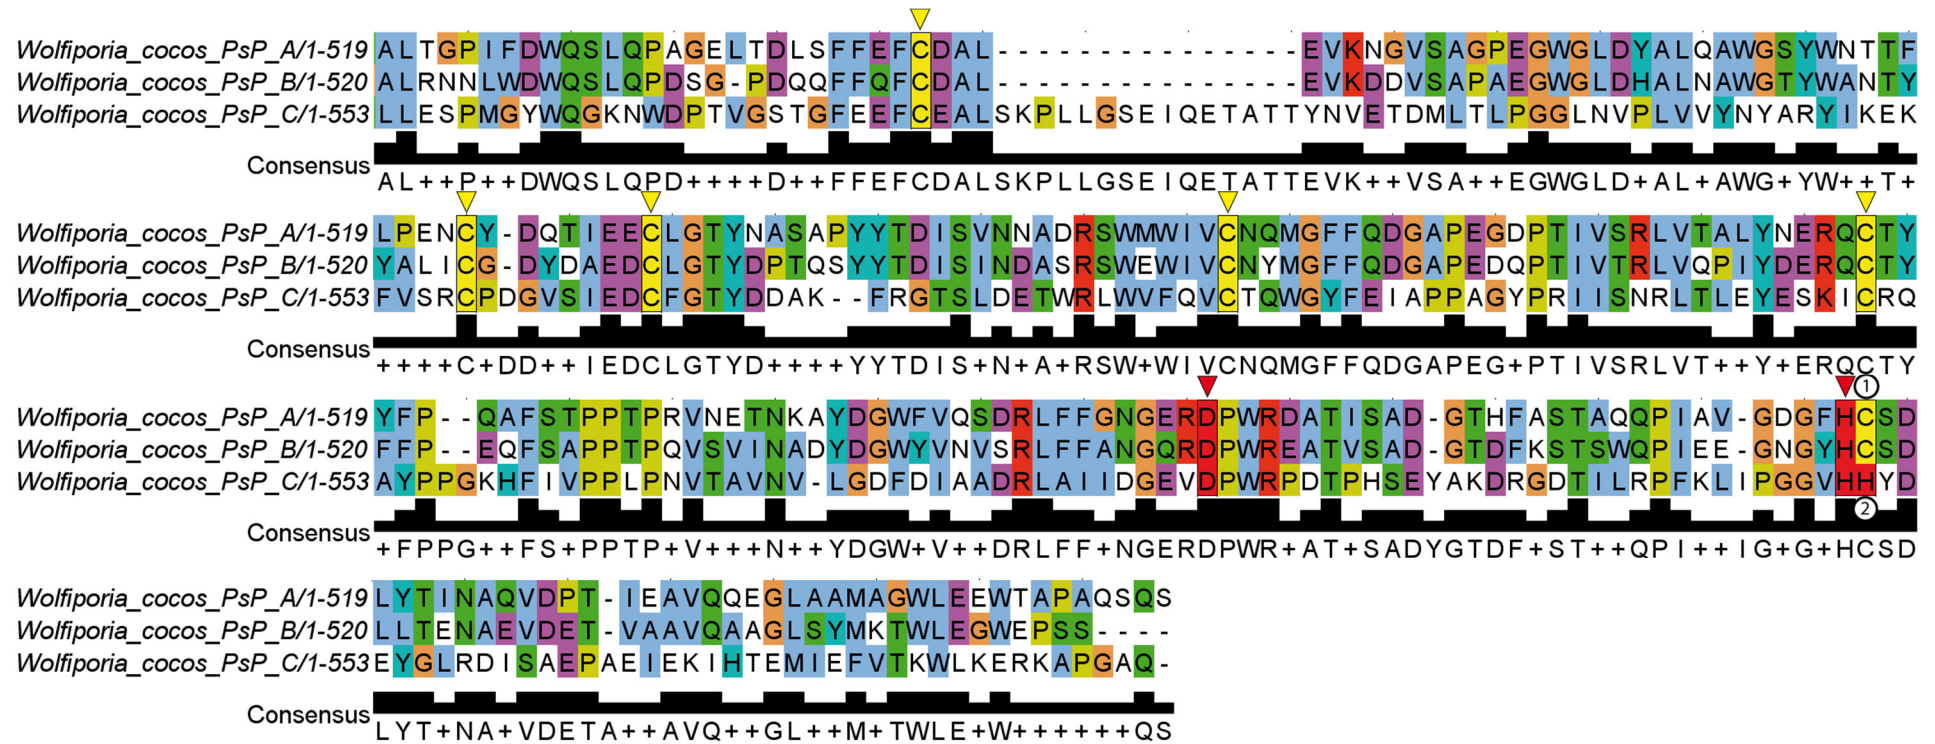 Wolfiporia_cocos_PsP_A/1-519 ALTGPIFDWQSLQPAGELTDLSFFEFCDAL---------------EVKNGVSAGPEGWGLDYALQAWGSYWNTTF
Wolfiporia_cocos_PsP_B/1-520 ALRNNLWDWQSLQPDSG-PDQQFFQFCDAL---------------EVKDDVSAPAEGWGLDHALNAWGTYWANTY
Wolfiporia_cocos_PsP_C/1-553 LLESPMGYWQGKNWDPTVGSTGFEEFCEALSKPLLGSEIQETATTYNVETDMLTLPGGLNVPLVVYNYARYIKEK
Consensus
AL++P++DWQSLQPD++++D++FFEFCDALSKPLLGSEIQETATTEVK++VSA++EGWGLD+AL+AWG+YW++T+
Wolfiporia_cocos_PsP_A/1-519 LPENCY-DQTIEECLGTYNASAPYYTDISVNNADRSWMWIVCNQMGFFQDGAPEGDPTIVSRLVTALYNERQCTY
Wolfiporia_cocos_PsP_B/1-520 YALICG-DYDAEDCLGTYDPTQSYYTDISINDASRSWEWIVCNYMGFFQDGAPEDQPTIVTRLVQPIYDERQCTY
Wolfiporia_cocos_PsP_C/1-553 FVSRCPDGVSIEDCFGTYDDAK--FRGTSLDETWRLWVFQVCTQWGYFEIAPPAGYPRIISNRLTLEYESKICRQ
Consensus
++++C+DD++IEDCLGTYD++++YYTDIS+N+A+RSW+WIVCNQMGFFQDGAPEG+PTIVSRLVT++Y+ERQCTY
1
Wolfiporia_cocos_PsP_A/1-519 YFP--QAFSTPPTPRVNETNKAYDGWFVQSDRLFFGNGERDPWRDATISAD-GTHFASTAQQPIAV-GDGFHCSD
Wolfiporia_cocos_PsP_B/1-520 FFP--EQFSAPPTPQVSVINADYDGWYVNVSRLFFANGQRDPWREATVSAD-GTDFKSTSWQPIEE-GNGYHCSD
Wolfiporia_cocos_PsP_C/1-553 AYPPGKHFIVPPLPNVTAVNV-LGDFDIAADRLAIIDGEVDPWRPDTPHSEYAKDRGDTILRPFKLIPGGVHHYD
2
Consensus
+FPPG++FS+PPTP+V+++N++YDGW+V++DRLFF+NGERDPWR+AT+SADYGTDF+ST++QPI++IG+G+HCSD
Wolfiporia_cocos_PsP_A/1-519 LYTINAQVDPT-IEAVQQEGLAAMAGWLEEWTAPAQSQS
Wolfiporia_cocos_PsP_B/1-520 LLTENAEVDET-VAAVQAAGLSYMKTWLEGWEPSS----
Wolfiporia_cocos_PsP_C/1-553 EYGLRDISAEPAEIEKIHTEMIEFVTKWLKERKAPGAQ-
Consensus
LYT+NA+VDETA++AVQ++GL++M+TWLE+W++++++QS